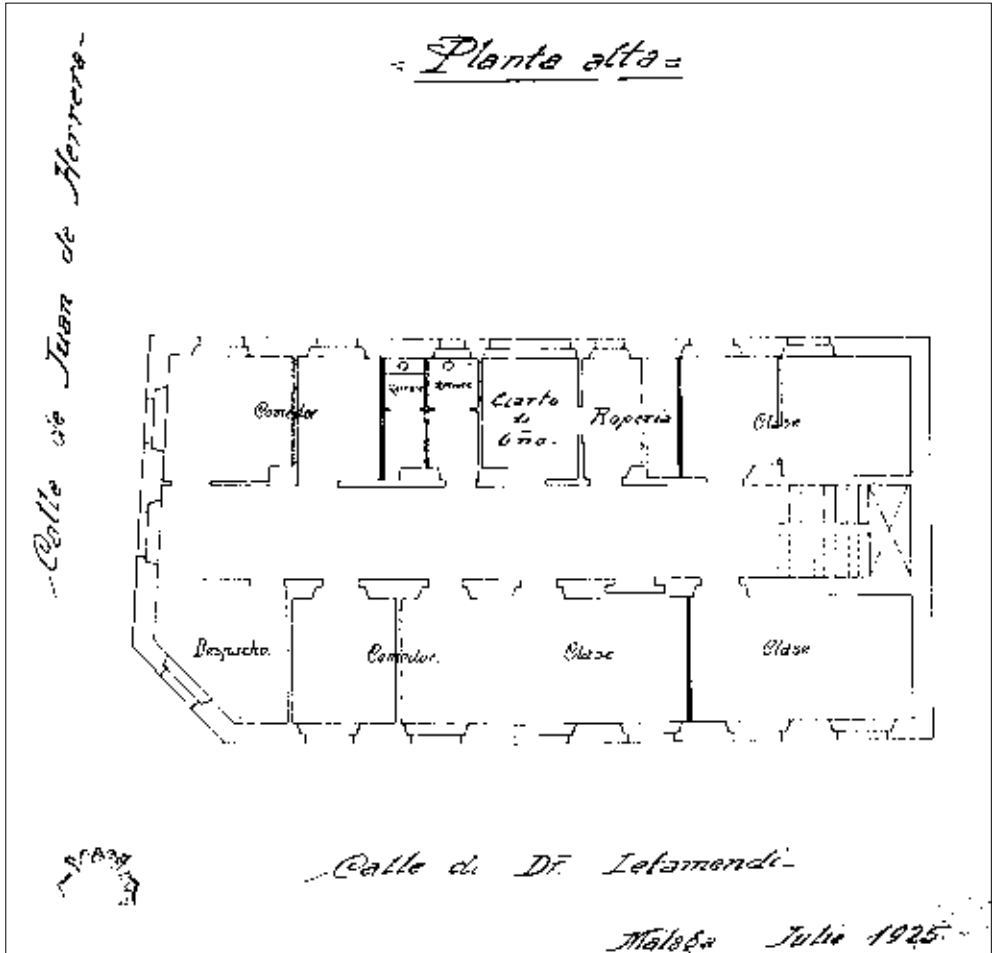 = Planta alta =
- Calle de Juan de Herrera -
Comedor
Cuarto
de
baño.
Roperia
Clase
Despacho.
Comedor.
Clase
Clase
- Calle de Dr. Letamendi -
Málaga Julio 1925.